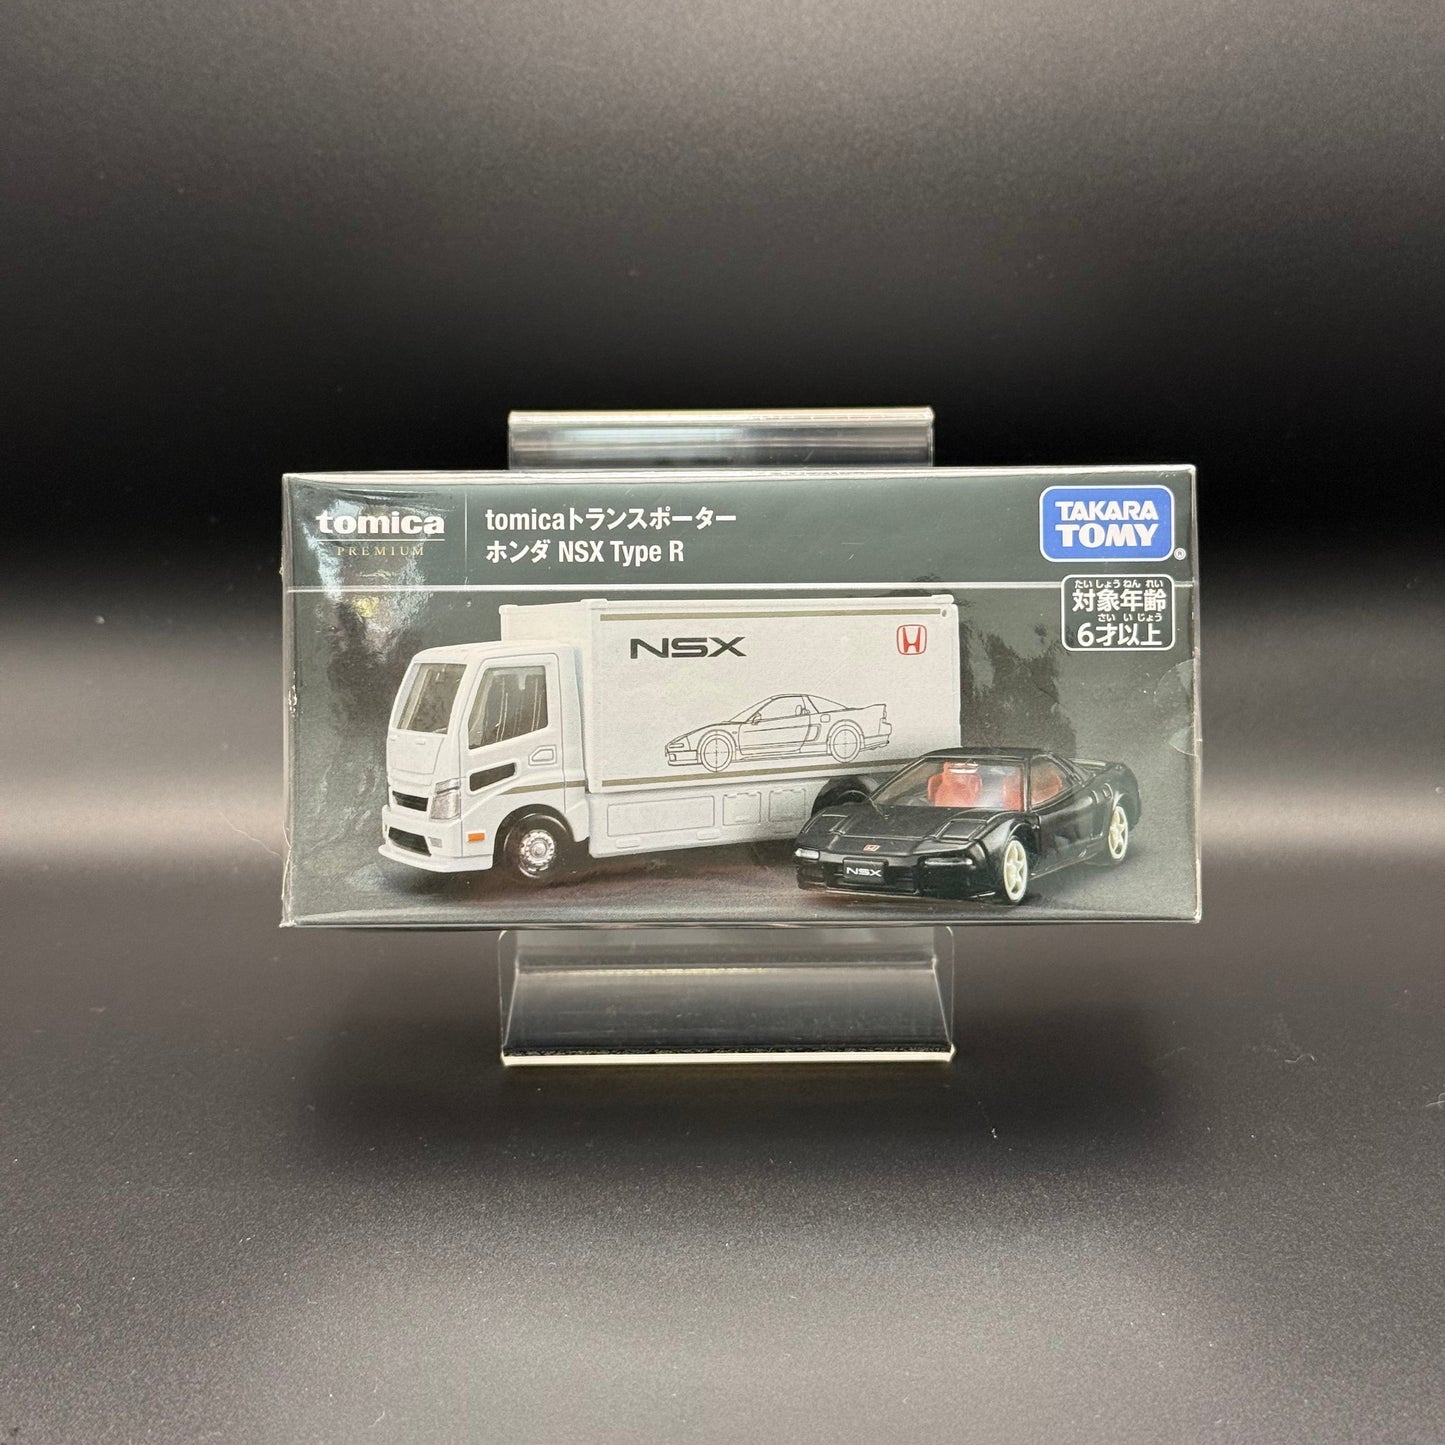 tomica
PREMIUM
tomicaトランスポーター
ホンダ NSX Type R
TAKARA
TOMY
®
たいしょうねんれい
対象年齢
さいいじょう
6才以上
NSX
H
NSX